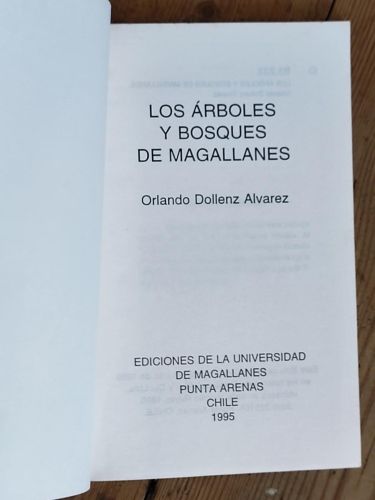 LOS ÁRBOLES
Y BOSQUES
DE MAGALLANES
Orlando Dollenz Alvarez
EDICIONES DE LA UNIVERSIDAD
DE MAGALLANES
PUNTA ARENAS
CHILE
1995